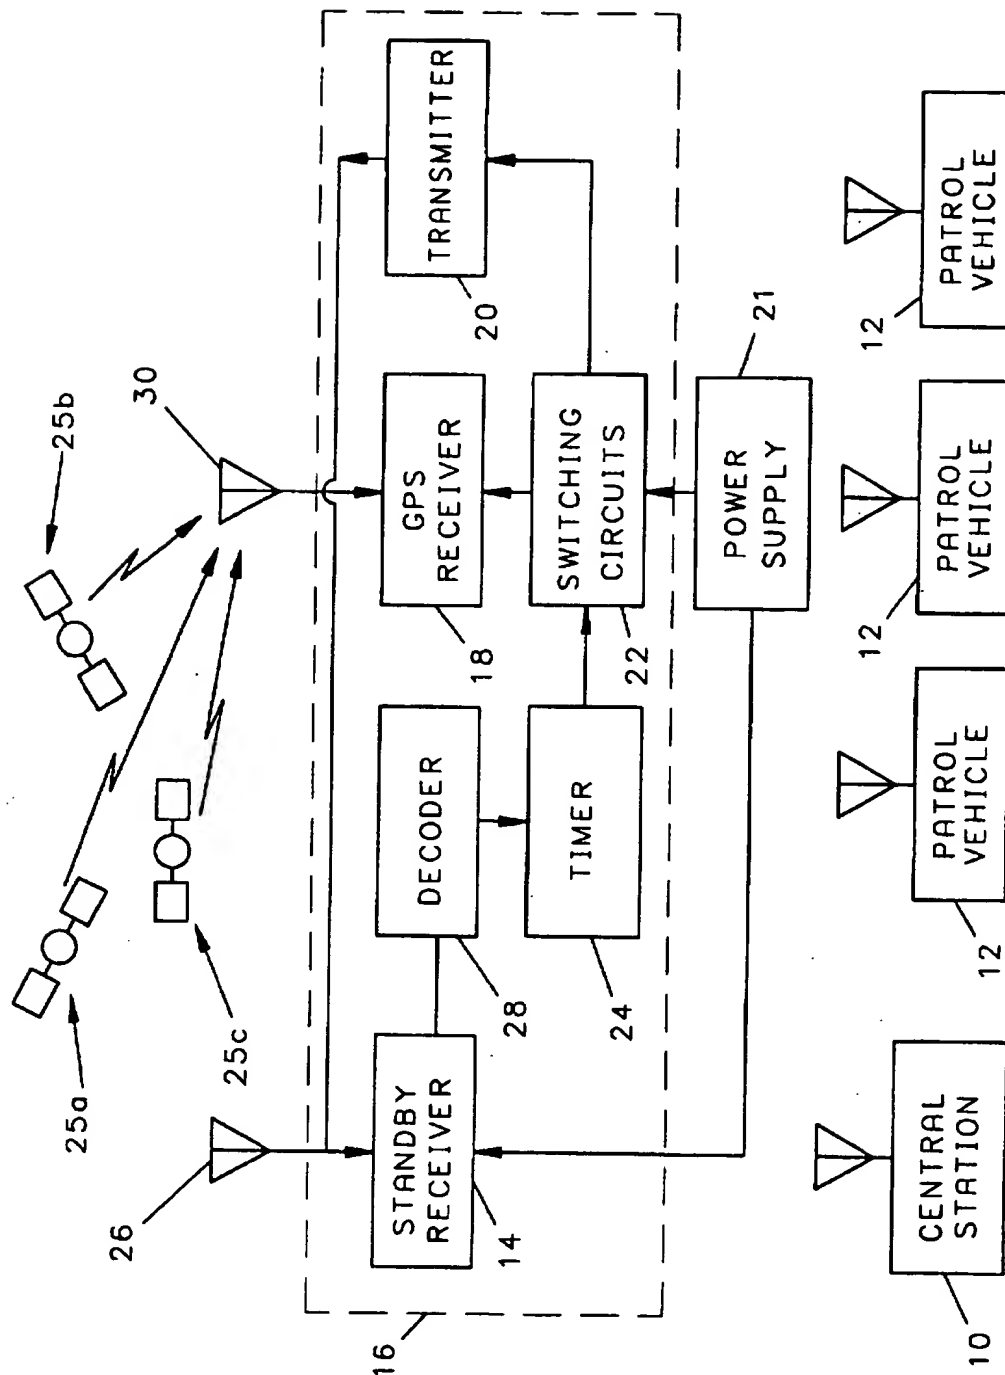 25b
30
25a
25c
26
TRANSMITTER
20
GPS
RECEIVER
18
SWITCHING
CIRCUITS
22
DECODER
28
TIMER
24
STANDBY
RECEIVER
14
16
POWER
SUPPLY
21
CENTRAL
STATION
10
PATROL
VEHICLE
12
PATROL
VEHICLE
12
PATROL
VEHICLE
12